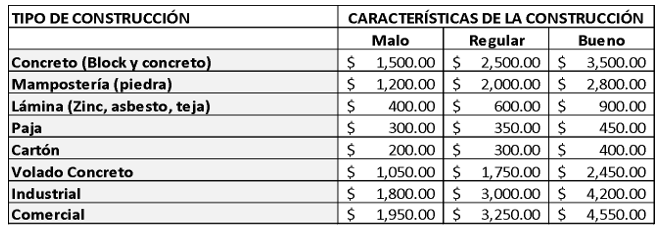 TIPO DE CONSTRUCCIÓN CARACTERÍSTICAS DE LA CONSTRUCCIÓN
Malo Regular Bueno
Concreto (Block y concreto) $ 1,500.00 $ 2,500.00 $ 3,500.00
Mampostería (piedra) $ 1,200.00 $ 2,000.00 $ 2,800.00
Lámina (Zinc, asbesto, teja) $ 400.00 $ 600.00 $ 900.00
Paja $ 300.00 $ 350.00 $ 450.00
Cartón $ 200.00 $ 300.00 $ 400.00
Volado Concreto $ 1,050.00 $ 1,750.00 $ 2,450.00
Industrial $ 1,800.00 $ 3,000.00 $ 4,200.00
Comercial $ 1,950.00 $ 3,250.00 $ 4,550.00